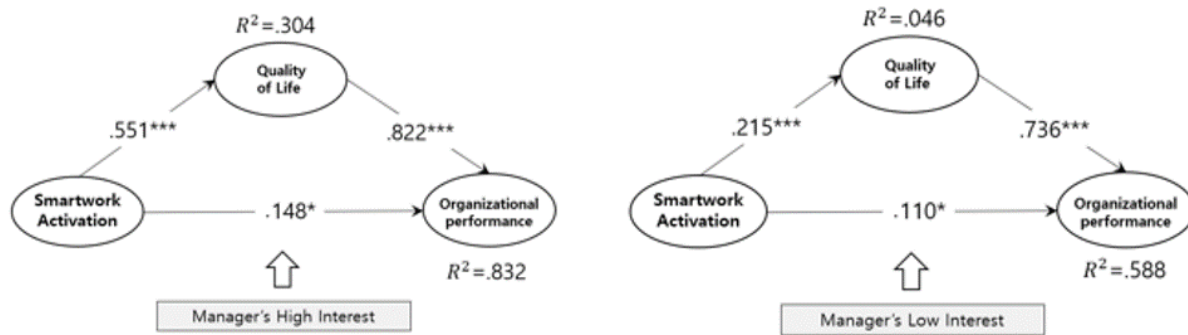 R²=.304
Quality
of Life
.551***
.822***
Smartwork
Activation
.148*
Organizational
performance
R²=.832
Manager's High Interest
R²=.046
Quality
of Life
.215***
.736***
Smartwork
Activation
.110*
Organizational
performance
R²=.588
Manager's Low Interest